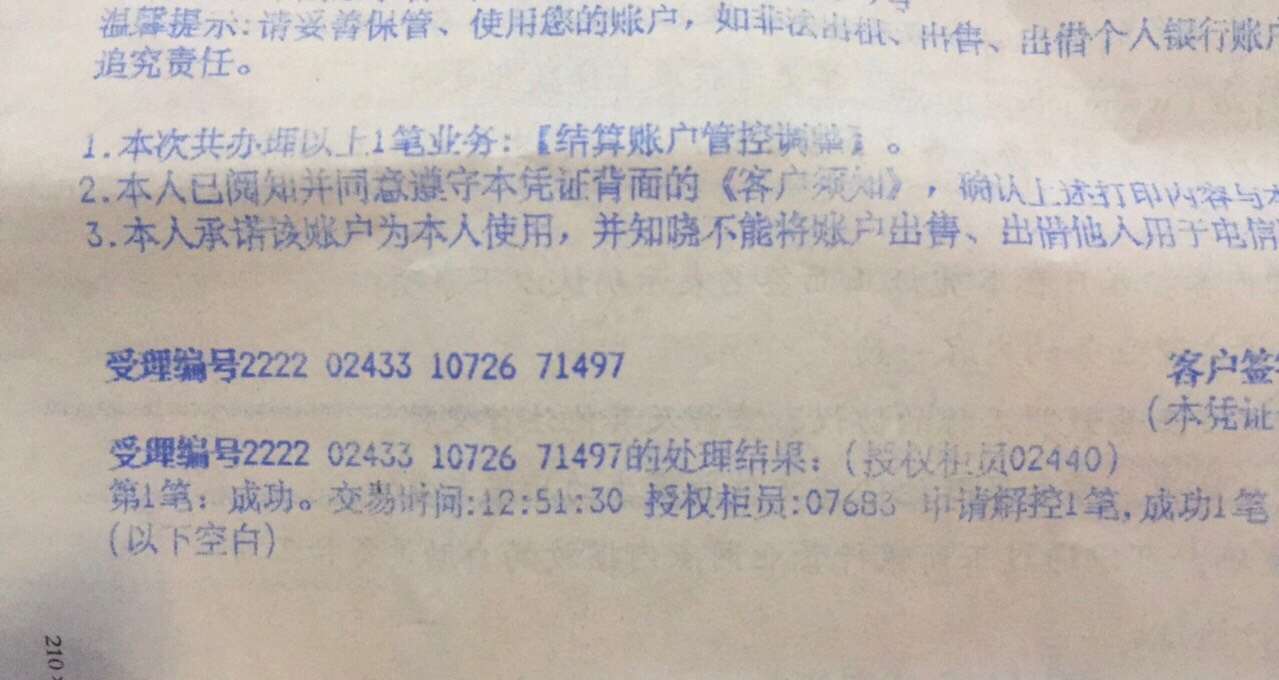 温馨提示:请妥善保管、使用您的账户，如非法出租、出售、出借个人银行账户
追究责任。
1.本次共办理以上1笔业务:【结算账户管控调整】。
2.本人已阅知并同意遵守本凭证背面的《客户须知》，确认上述打印内容与本
3.本人承诺该账户为本人使用，并知晓不能将账户出售、出借他人用于电信
受理编号2222 02433 10726 71497
客户签
(本凭证
受理编号2222 02433 10726 71497的处理结果:(授权柜员02440)
第1笔: 成功。交易时间:12:51:30 授权柜员:07683 申请解控1笔,成功1笔
(以下空白)
210